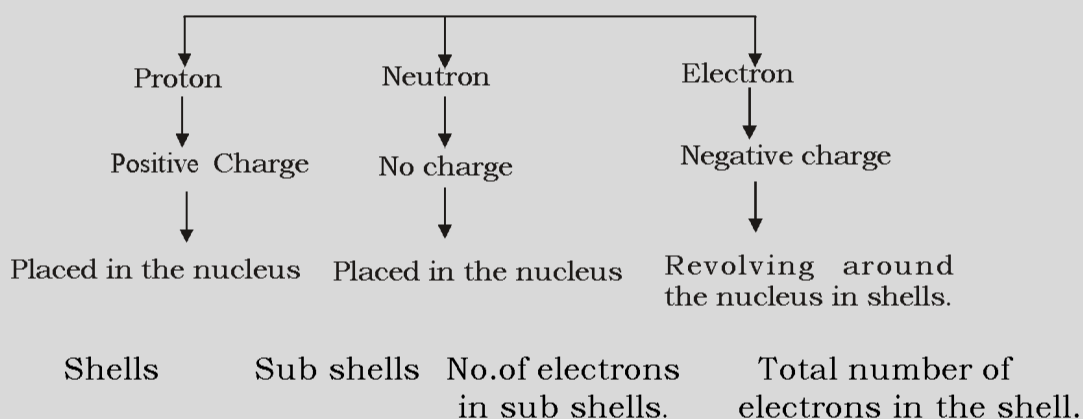 Proton Neutron Electron
Positive Charge No charge Negative charge
Placed in the nucleus Placed in the nucleus Revolving around
the nucleus in shells.
Shells Sub shells No.of electrons Total number of
in sub shells. electrons in the shell.